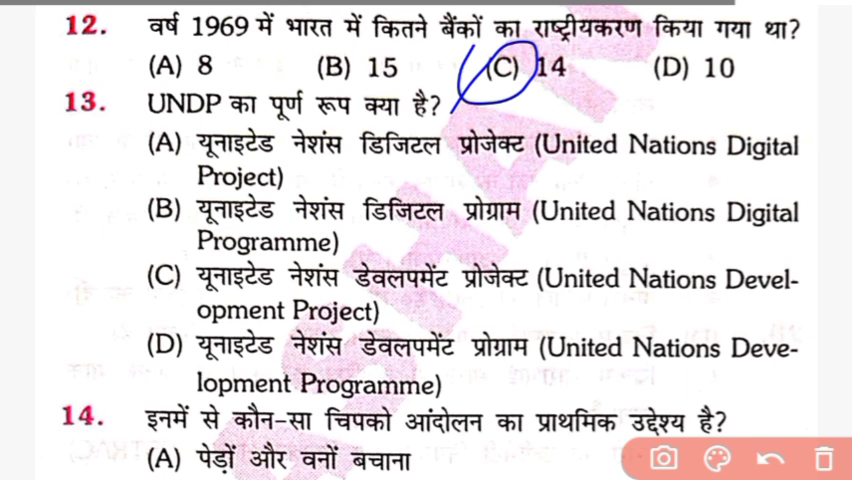 12. वर्ष 1969 में भारत में कितने बैंकों का राष्ट्रीयकरण किया गया था?
(A) 8 (B) 15 (C) 14 (D) 10
13. UNDP का पूर्ण रूप क्या है?
(A) यूनाइटेड नेशंस डिजिटल प्रोजेक्ट (United Nations Digital
Project)
(B) यूनाइटेड नेशंस डिजिटल प्रोग्राम (United Nations Digital
Programme)
(C) यूनाइटेड नेशंस डेवलपमेंट प्रोजेक्ट (United Nations Devel-
opment Project)
(D) यूनाइटेड नेशंस डेवलपमेंट प्रोग्राम (United Nations Deve-
lopment Programme)
14. इनमें से कौन-सा चिपको आंदोलन का प्राथमिक उद्देश्य है?
(A) पेड़ों और वनों बचाना